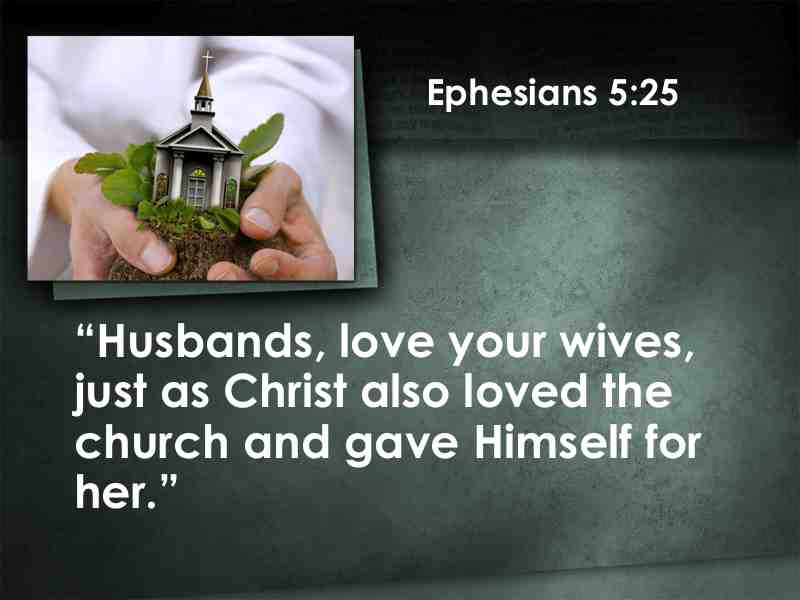 Ephesians 5:25
“Husbands, love your wives,
just as Christ also loved the
church and gave Himself for
her.”